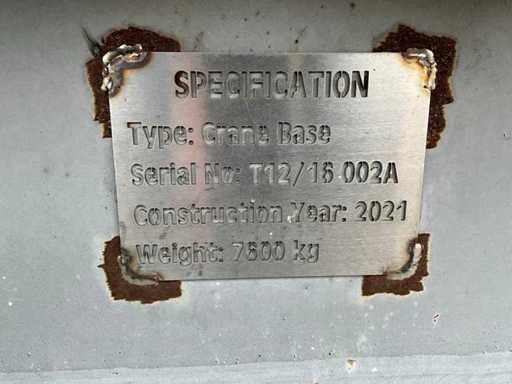 SPECIFICATION
Type: Crane Base
Serial No: T12/16 002A
Construction Year: 2021
Weight: 7600 kg